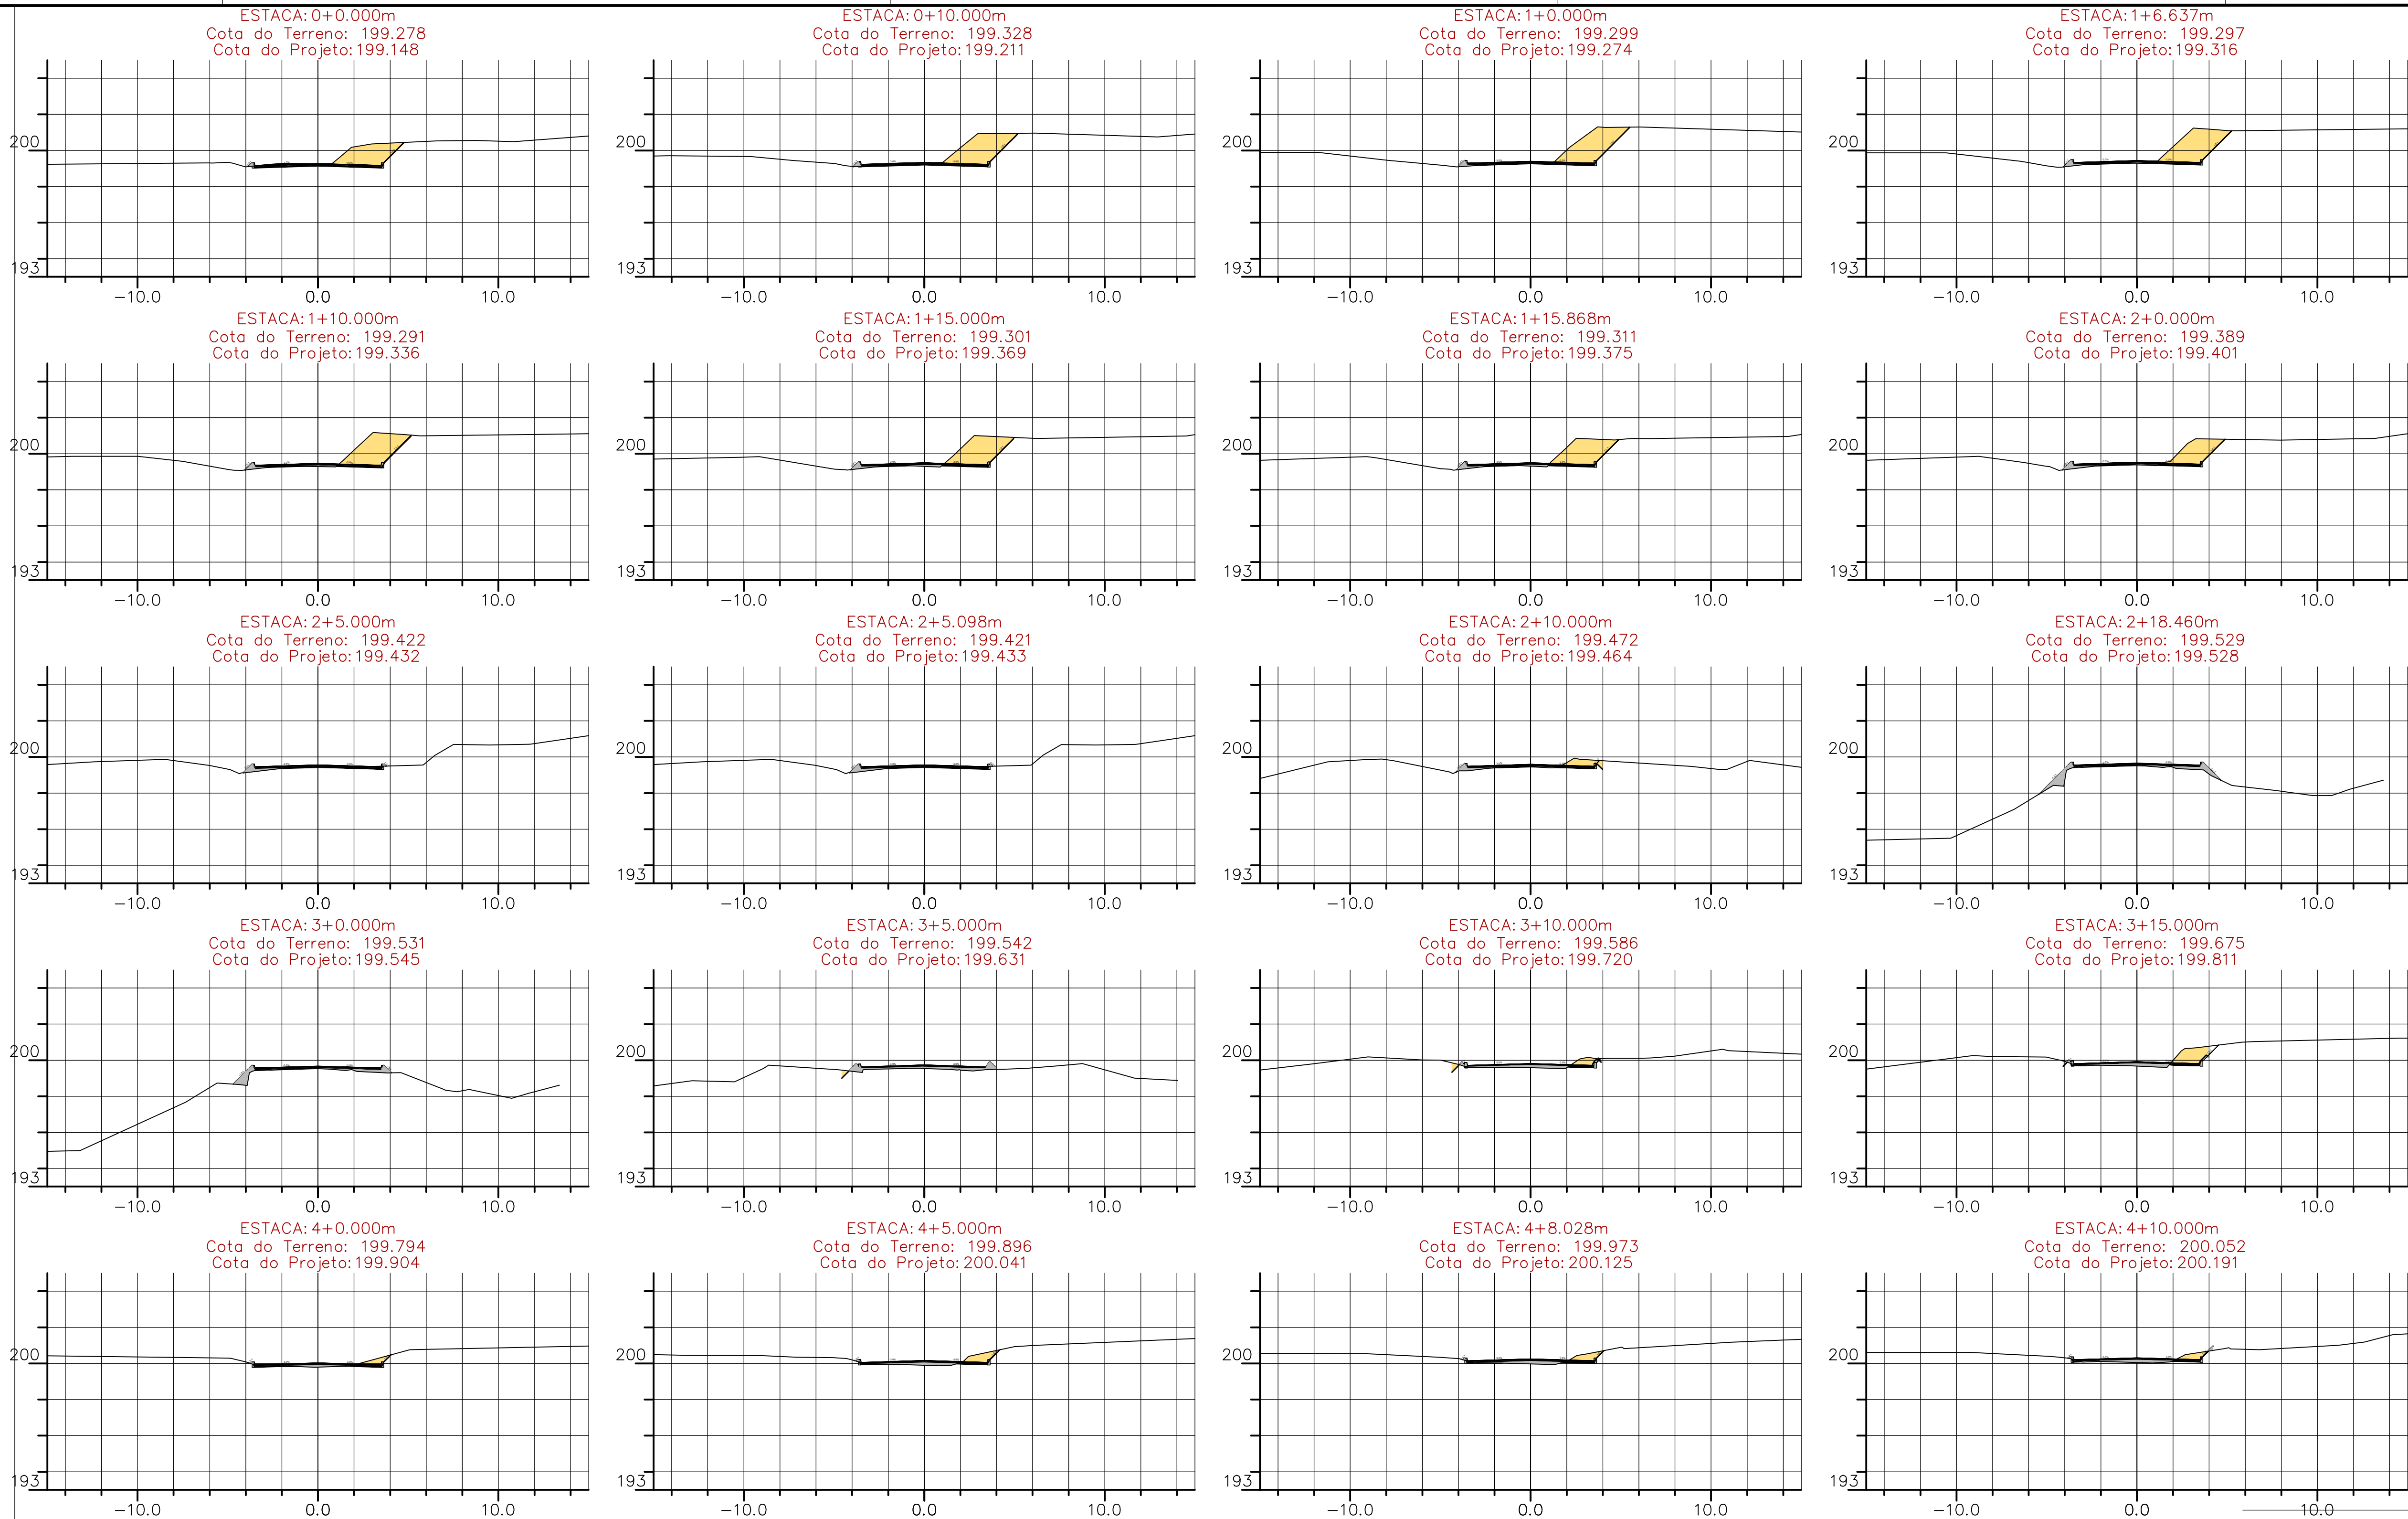 ESTACA:0+0.000m
Cota do Terreno: 199.278
Cota do Projeto:199.148
200
193
-10.0 0.0 10.0
ESTACA:0+10.000m
Cota do Terreno: 199.328
Cota do Projeto:199.211
200
193
-10.0 0.0 10.0
ESTACA:1+0.000m
Cota do Terreno: 199.299
Cota do Projeto:199.274
200
193
-10.0 0.0 10.0
ESTACA:1+6.637m
Cota do Terreno: 199.297
Cota do Projeto:199.316
200
193
-10.0 0.0 10.0
ESTACA:1+10.000m
Cota do Terreno: 199.291
Cota do Projeto:199.336
200
193
-10.0 0.0 10.0
ESTACA:1+15.000m
Cota do Terreno: 199.301
Cota do Projeto:199.369
200
193
-10.0 0.0 10.0
ESTACA:1+15.868m
Cota do Terreno: 199.311
Cota do Projeto:199.375
200
193
-10.0 0.0 10.0
ESTACA:2+0.000m
Cota do Terreno: 199.389
Cota do Projeto:199.401
200
193
-10.0 0.0 10.0
ESTACA:2+5.000m
Cota do Terreno: 199.422
Cota do Projeto:199.432
200
193
-10.0 0.0 10.0
ESTACA:2+5.098m
Cota do Terreno: 199.421
Cota do Projeto:199.433
200
193
-10.0 0.0 10.0
ESTACA:2+10.000m
Cota do Terreno: 199.472
Cota do Projeto:199.464
200
193
-10.0 0.0 10.0
ESTACA:2+18.460m
Cota do Terreno: 199.529
Cota do Projeto:199.528
200
193
-10.0 0.0 10.0
ESTACA:3+0.000m
Cota do Terreno: 199.531
Cota do Projeto:199.545
200
193
-10.0 0.0 10.0
ESTACA:3+5.000m
Cota do Terreno: 199.542
Cota do Projeto:199.631
200
193
-10.0 0.0 10.0
ESTACA:3+10.000m
Cota do Terreno: 199.586
Cota do Projeto:199.720
200
193
-10.0 0.0 10.0
ESTACA:3+15.000m
Cota do Terreno: 199.675
Cota do Projeto:199.811
200
193
-10.0 0.0 10.0
ESTACA:4+0.000m
Cota do Terreno: 199.794
Cota do Projeto:199.904
200
193
-10.0 0.0 10.0
ESTACA:4+5.000m
Cota do Terreno: 199.896
Cota do Projeto:200.041
200
193
-10.0 0.0 10.0
ESTACA:4+8.028m
Cota do Terreno: 199.973
Cota do Projeto:200.125
200
193
-10.0 0.0 10.0
ESTACA:4+10.000m
Cota do Terreno: 200.052
Cota do Projeto:200.191
200
193
-10.0 0.0 10.0